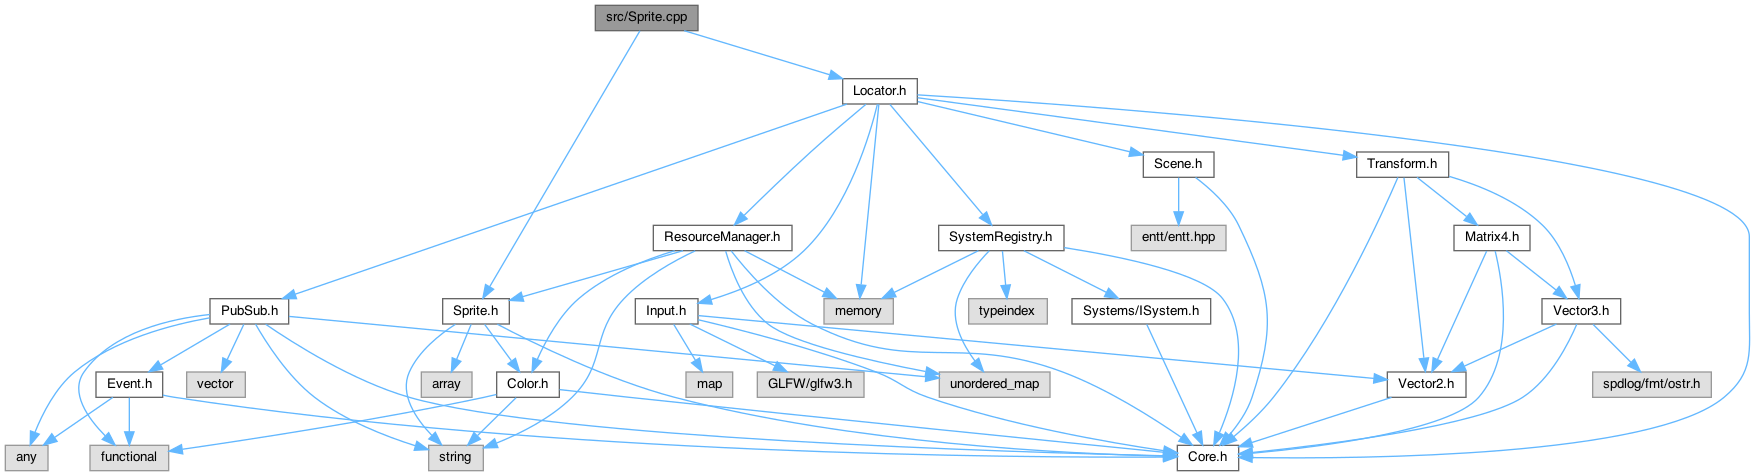 src/Sprite.cpp
Locator.h
Scene.h
Transform.h
ResourceManager.h
SystemRegistry.h
entt/entt.hpp
Matrix4.h
PubSub.h
Sprite.h
Input.h
memory
typeindex
Systems/ISystem.h
Vector3.h
Event.h
vector
array
Color.h
map
GLFW/glfw3.h
unordered_map
Vector2.h
spdlog/fmt/ostr.h
any
functional
string
Core.h